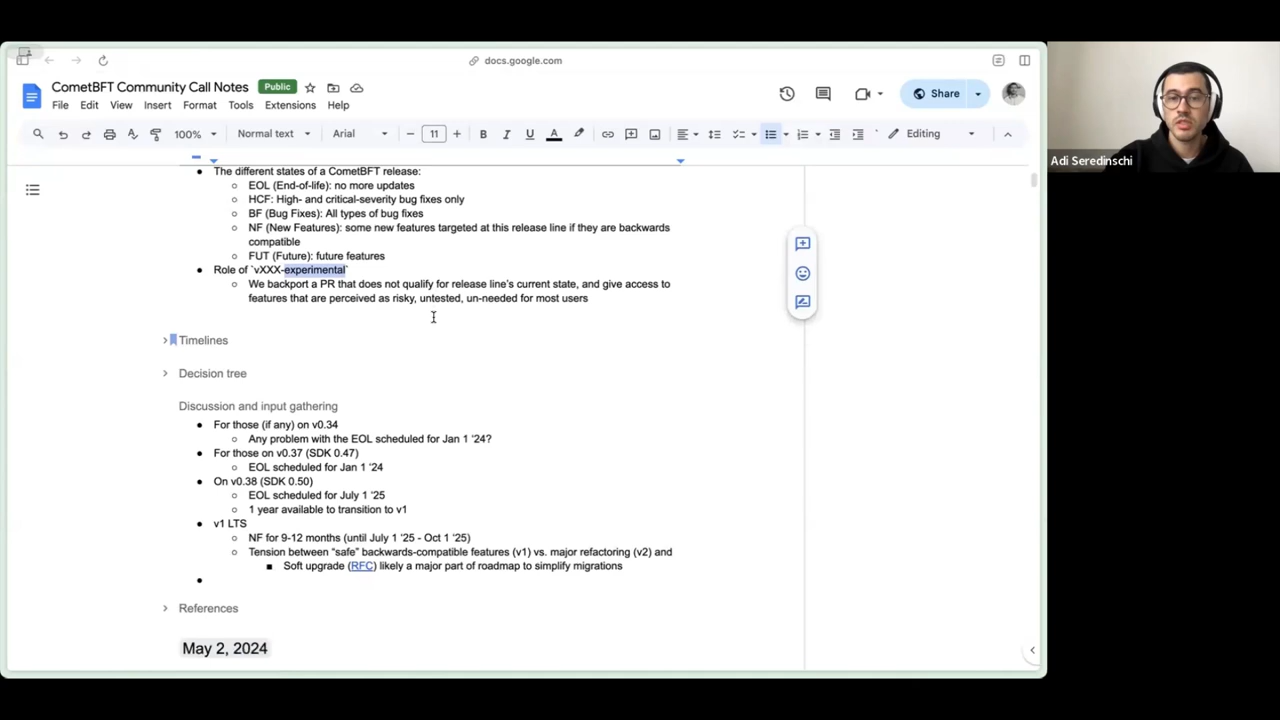 docs.google.com
CometBFT Community Call Notes Public
File Edit View Insert Format Tools Extensions Help
Share
100% Normal text Arial 11 B I U A Editing
The different states of a CometBFT release:
EOL (End-of-life): no more updates
HCF: High- and critical-severity bug fixes only
BF (Bug Fixes): All types of bug fixes
NF (New Features): some new features targeted at this release line if they are backwards
compatible
FUT (Future): future features
Role of `vXXX-experimental`
We backport a PR that does not qualify for release line's current state, and give access to
features that are perceived as risky, untested, un-needed for most users
Timelines
Decision tree
Discussion and input gathering
For those (if any) on v0.34
Any problem with the EOL scheduled for Jan 1 '24?
For those on v0.37 (SDK 0.47)
EOL scheduled for Jan 1 '24
On v0.38 (SDK 0.50)
EOL scheduled for July 1 '25
1 year available to transition to v1
v1 LTS
NF for 9-12 months (until July 1 '25 - Oct 1 '25)
Tension between “safe” backwards-compatible features (v1) vs. major refactoring (v2) and
Soft upgrade (RFC) likely a major part of roadmap to simplify migrations
References
May 2, 2024
Adi Seredinschi